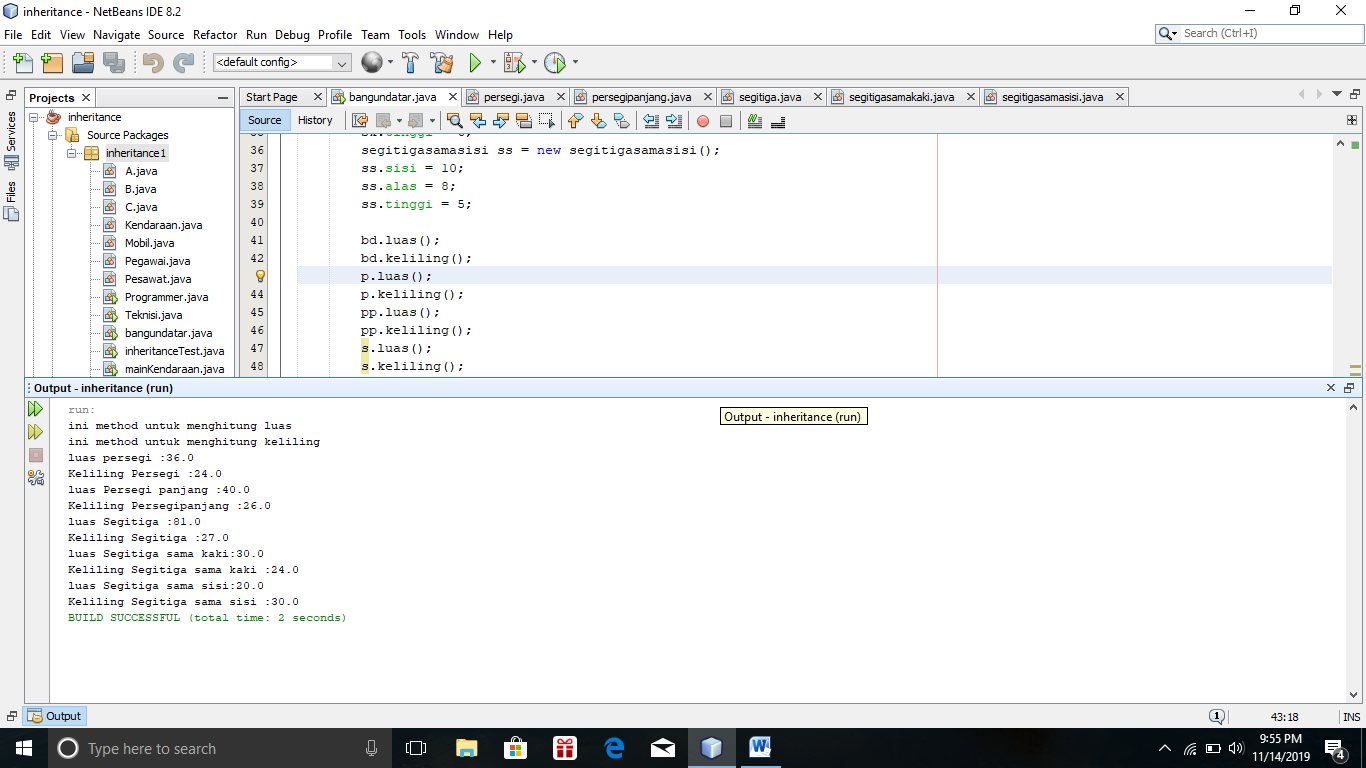 inheritance - NetBeans IDE 8.2
File Edit View Navigate Source Refactor Run Debug Profile Team Tools Window Help
Search (Ctrl+I)
<default config>
Projects
Start Page
bangundatar.java
persegi.java
persegipanjang.java
segitiga.java
segitigasamakaki.java
segitigasamasisi.java
Services
Files
inheritance
Source Packages
inheritance1
A.java
B.java
C.java
Kendaraan.java
Mobil.java
Pegawai.java
Pesawat.java
Programmer.java
Teknisi.java
bangundatar.java
inheritanceTest.java
mainKendaraan.java
Source History
36 segitigasamasisi ss = new segitigasamasisi();
37 ss.sisi = 10;
38 ss.alas = 8;
39 ss.tinggi = 5;
40
41 bd.luas();
42 bd.keliling();
p.luas();
44 p.keliling();
45 pp.luas();
46 pp.keliling();
47 s.luas();
48 s.keliling();
Output - inheritance (run)
Output - inheritance (run)
run:
ini method untuk menghitung luas
ini method untuk menghitung keliling
luas persegi :36.0
Keliling Persegi :24.0
luas Persegi panjang :40.0
Keliling Persegipanjang :26.0
luas Segitiga :81.0
Keliling Segitiga :27.0
luas Segitiga sama kaki:30.0
Keliling Segitiga sama kaki :24.0
luas Segitiga sama sisi:20.0
Keliling Segitiga sama sisi :30.0
BUILD SUCCESSFUL (total time: 2 seconds)
Output
1
43:18
INS
Type here to search
9:55 PM
11/14/2019
4